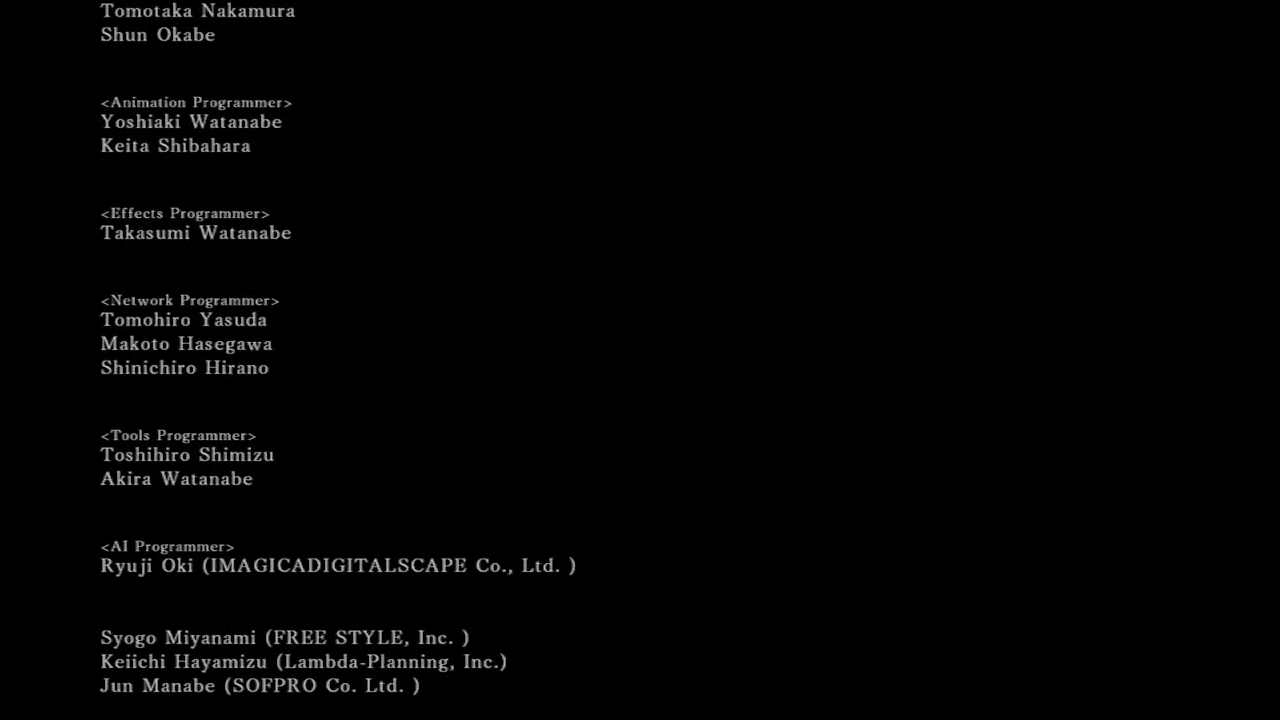 Tomotaka Nakamura
Shun Okabe
<Animation Programmer>
Yoshiaki Watanabe
Keita Shibahara
<Effects Programmer>
Takasumi Watanabe
<Network Programmer>
Tomohiro Yasuda
Makoto Hasegawa
Shinichiro Hirano
<Tools Programmer>
Toshihiro Shimizu
Akira Watanabe
<AI Programmer>
Ryuji Oki (IMAGICADIGITALSCAPE Co., Ltd. )
Syogo Miyanami (FREE STYLE, Inc. )
Keiichi Hayamizu (Lambda-Planning, Inc.)
Jun Manabe (SOFPRO Co. Ltd. )